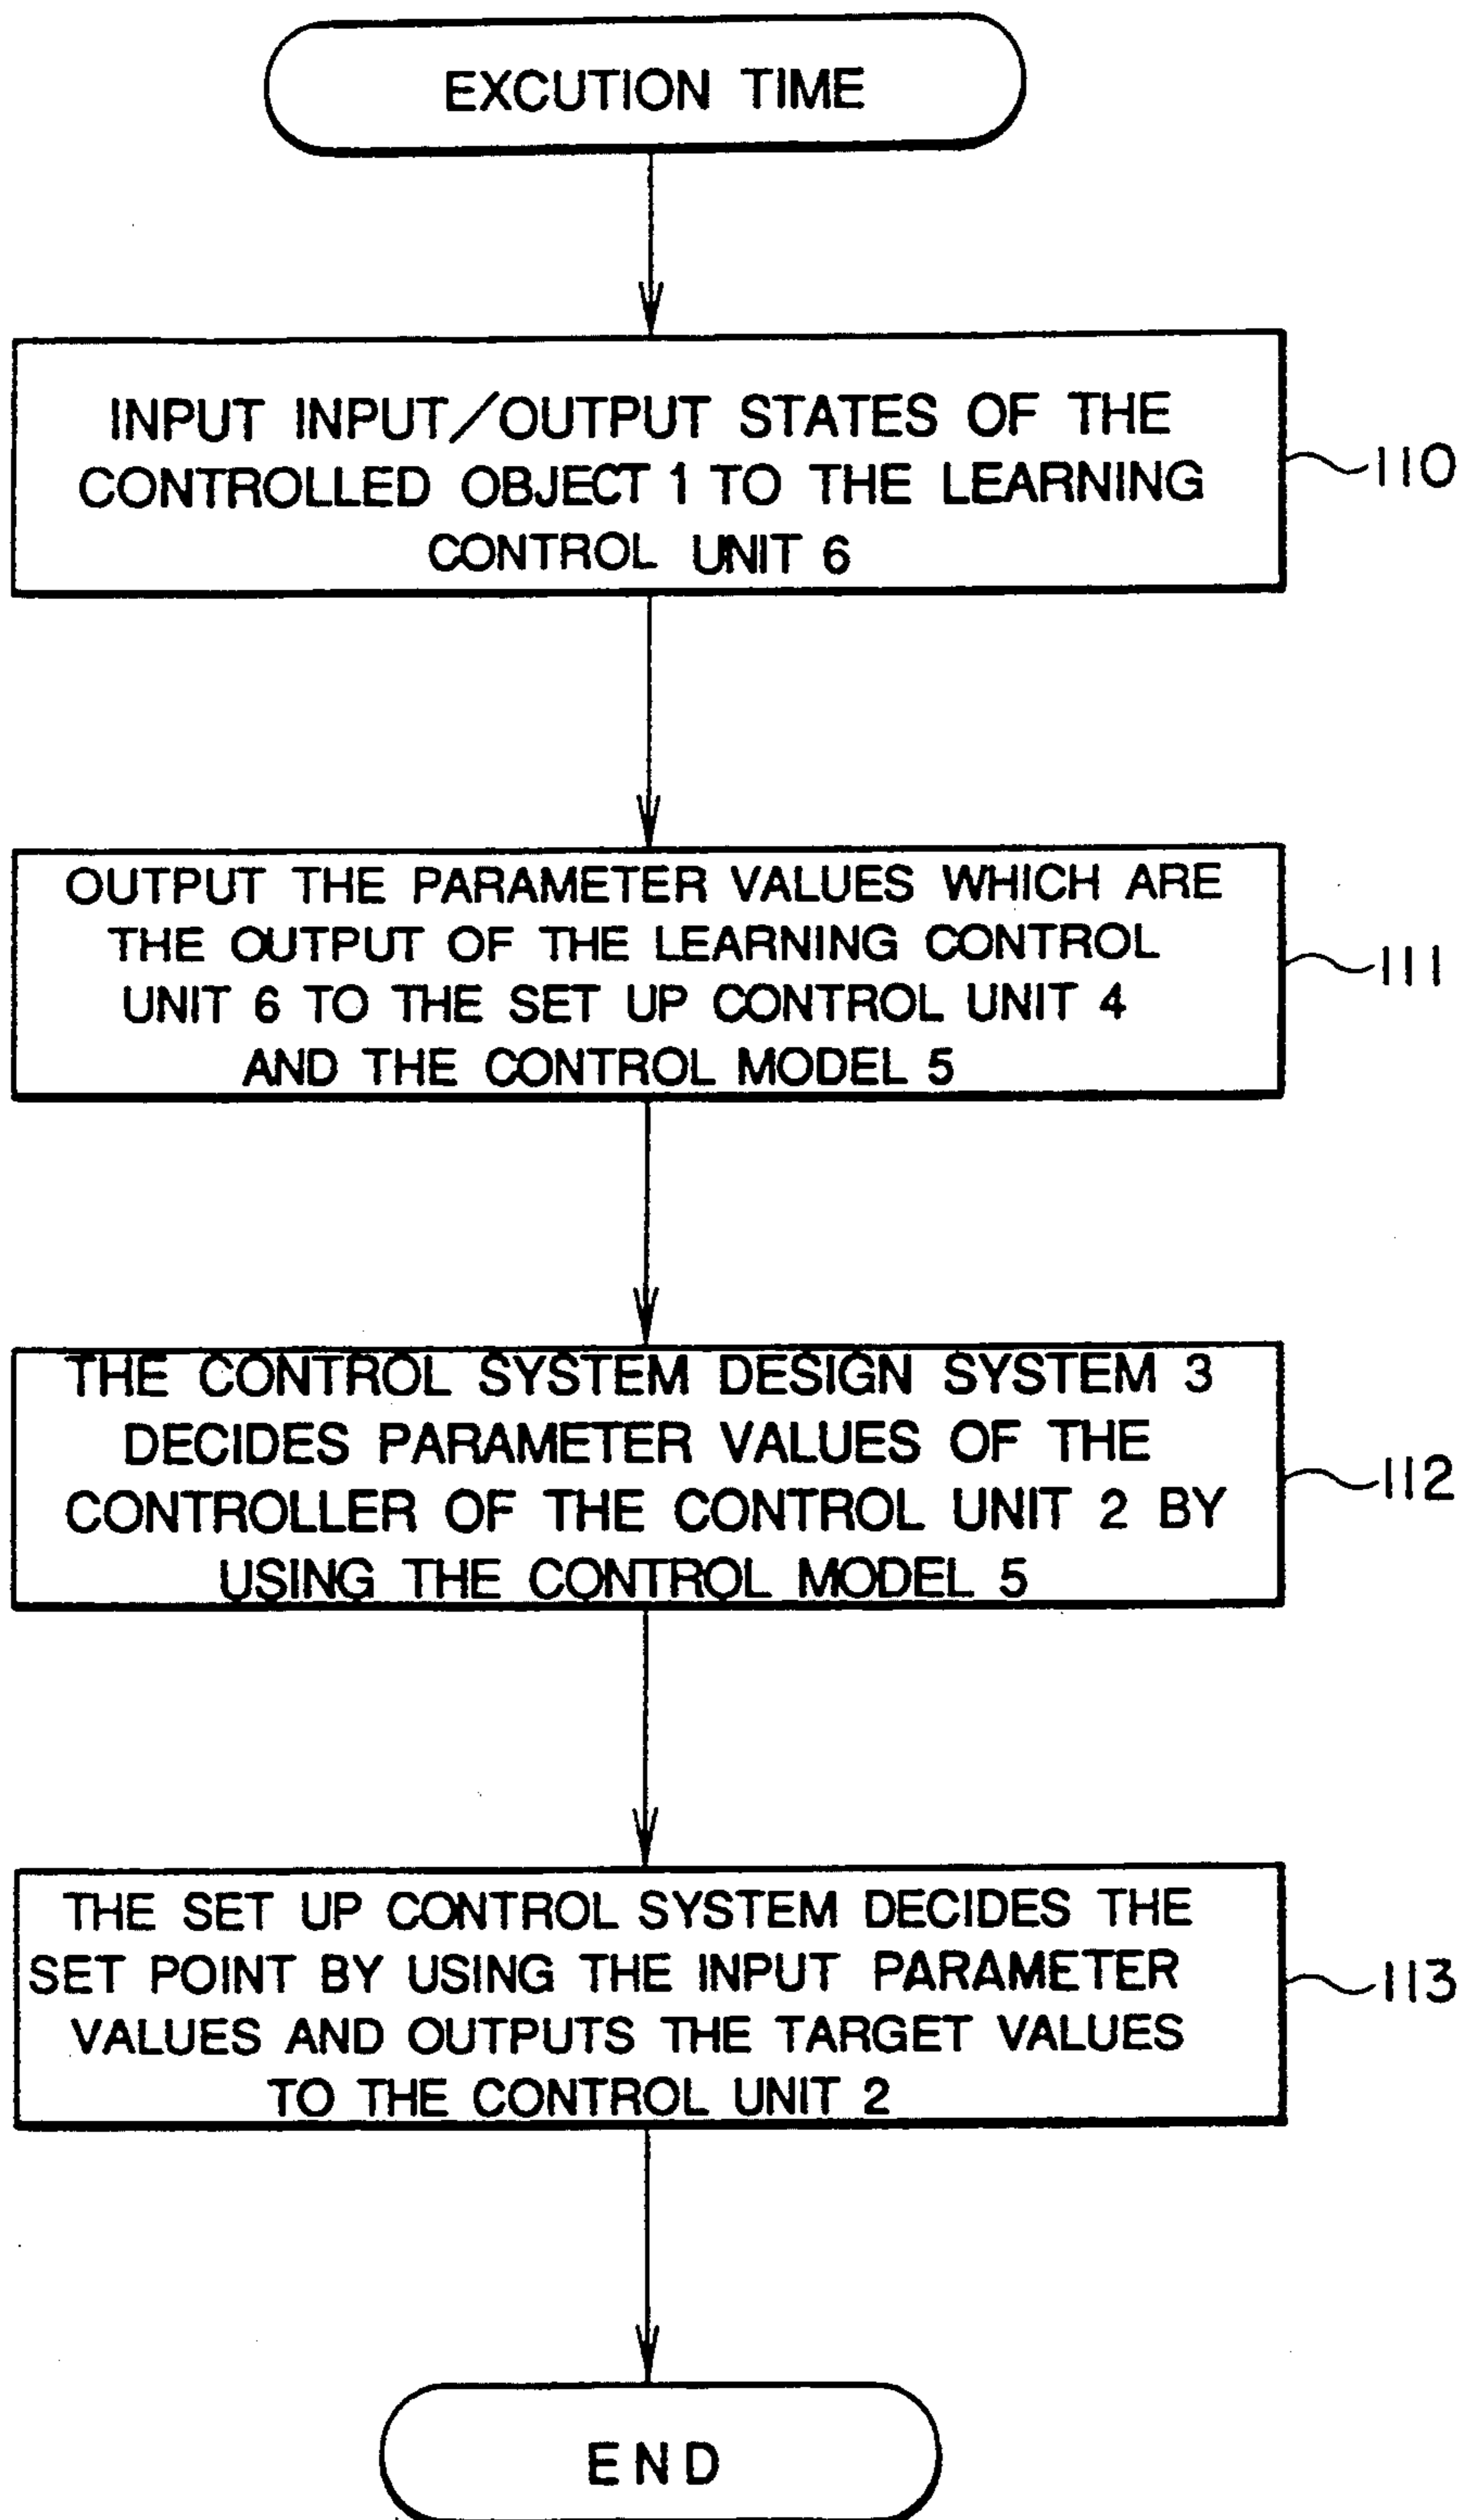 EXCUTION TIME
INPUT INPUT/OUTPUT STATES OF THE
CONTROLLED OBJECT 1 TO THE LEARNING
CONTROL UNIT 6
110
OUTPUT THE PARAMETER VALUES WHICH ARE
THE OUTPUT OF THE LEARNING CONTROL
UNIT 6 TO THE SET UP CONTROL UNIT 4
AND THE CONTROL MODEL 5
111
THE CONTROL SYSTEM DESIGN SYSTEM 3
DECIDES PARAMETER VALUES OF THE
CONTROLLER OF THE CONTROL UNIT 2 BY
USING THE CONTROL MODEL 5
112
THE SET UP CONTROL SYSTEM DECIDES THE
SET POINT BY USING THE INPUT PARAMETER
VALUES AND OUTPUTS THE TARGET VALUES
TO THE CONTROL UNIT 2
113
END